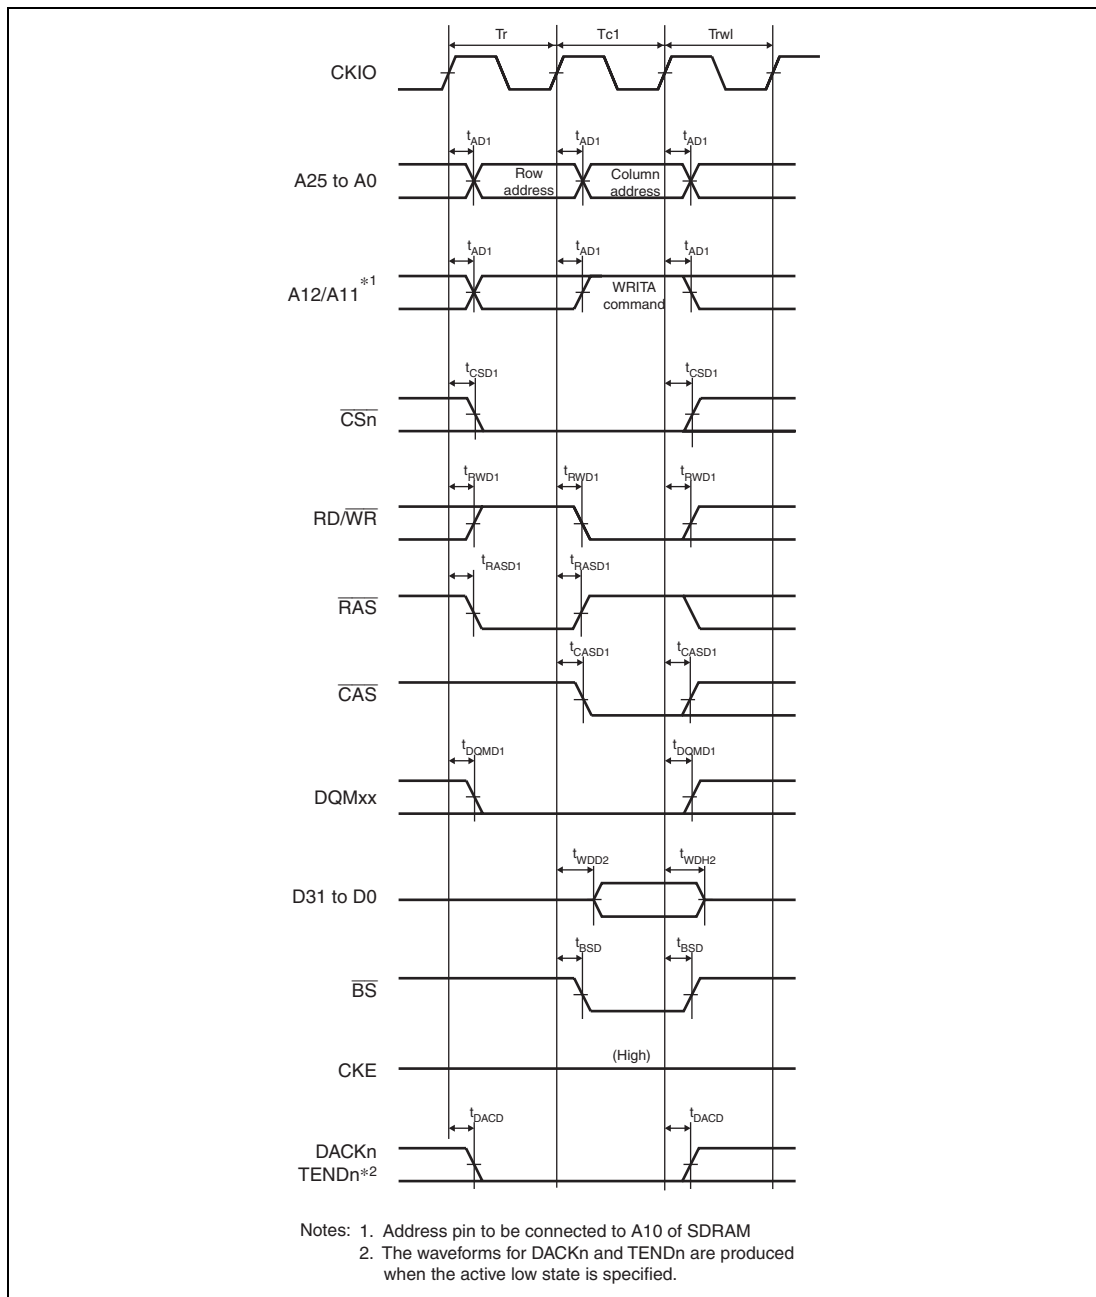 Tr Tc1 Trwl
CKIO
tAD1 tAD1 tAD1
A25 to A0
Row address
Column address
tAD1 tAD1 tAD1
A12/A11*1
WRITA command
tCSD1 tCSD1
CSn
tRWD1 tRWD1 tRWD1
RD/WR
tRASD1 tRASD1
RAS
tCASD1 tCASD1
CAS
tDQMD1 tDQMD1
DQMxx
tWDD2 tWDH2
D31 to D0
tBSD tBSD
BS
(High)
CKE
tDACD tDACD
DACKn
TENDn*2
Notes: 1. Address pin to be connected to A10 of SDRAM
2. The waveforms for DACKn and TENDn are produced
when the active low state is specified.